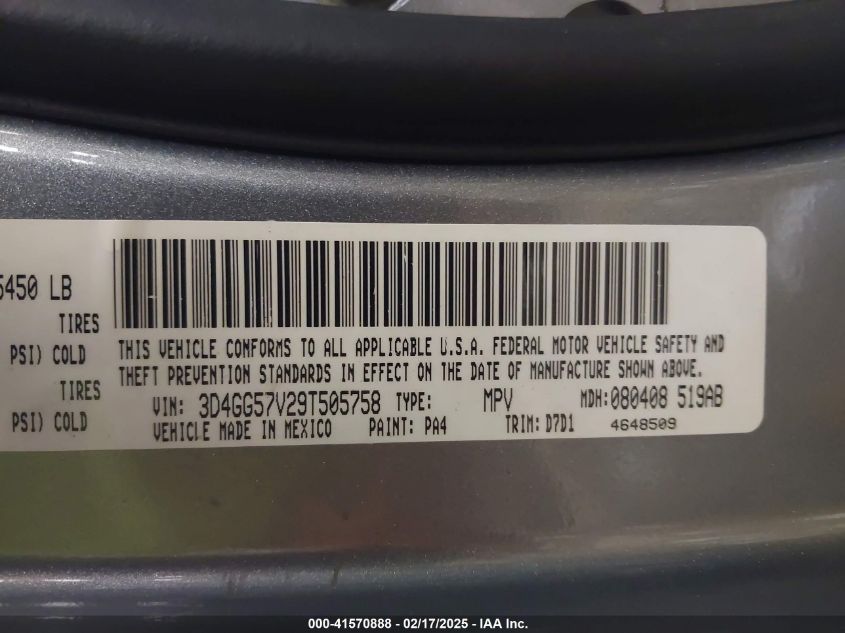 5450 LB
TIRES
PSI) COLD
TIRES
PSI) COLD
THIS VEHICLE CONFORMS TO ALL APPLICABLE U.S.A. FEDERAL MOTOR VEHICLE SAFETY AND
THEFT PREVENTION STANDARDS IN EFFECT ON THE DATE OF MANUFACTURE SHOWN ABOVE.
VIN: 3D4GG57V29T505758 TYPE: MPV MDH: 080408 519AB
VEHICLE MADE IN MEXICO PAINT: PA4 TRIM: D7D1 4648509
000-41570888 - 02/17/2025 - IAA Inc.